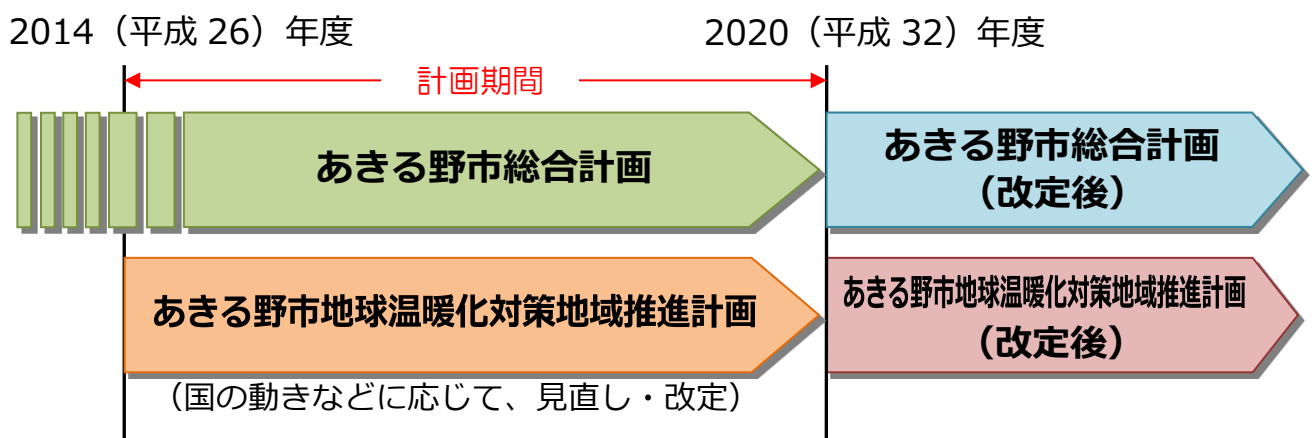 2014（平成 26）年度
2020（平成 32）年度
計画期間
あきる野市総合計画
あきる野市総合計画
（改定後）
あきる野市地球温暖化対策地域推進計画
あきる野市地球温暖化対策地域推進計画
（改定後）
（国の動きなどに応じて、見直し・改定）